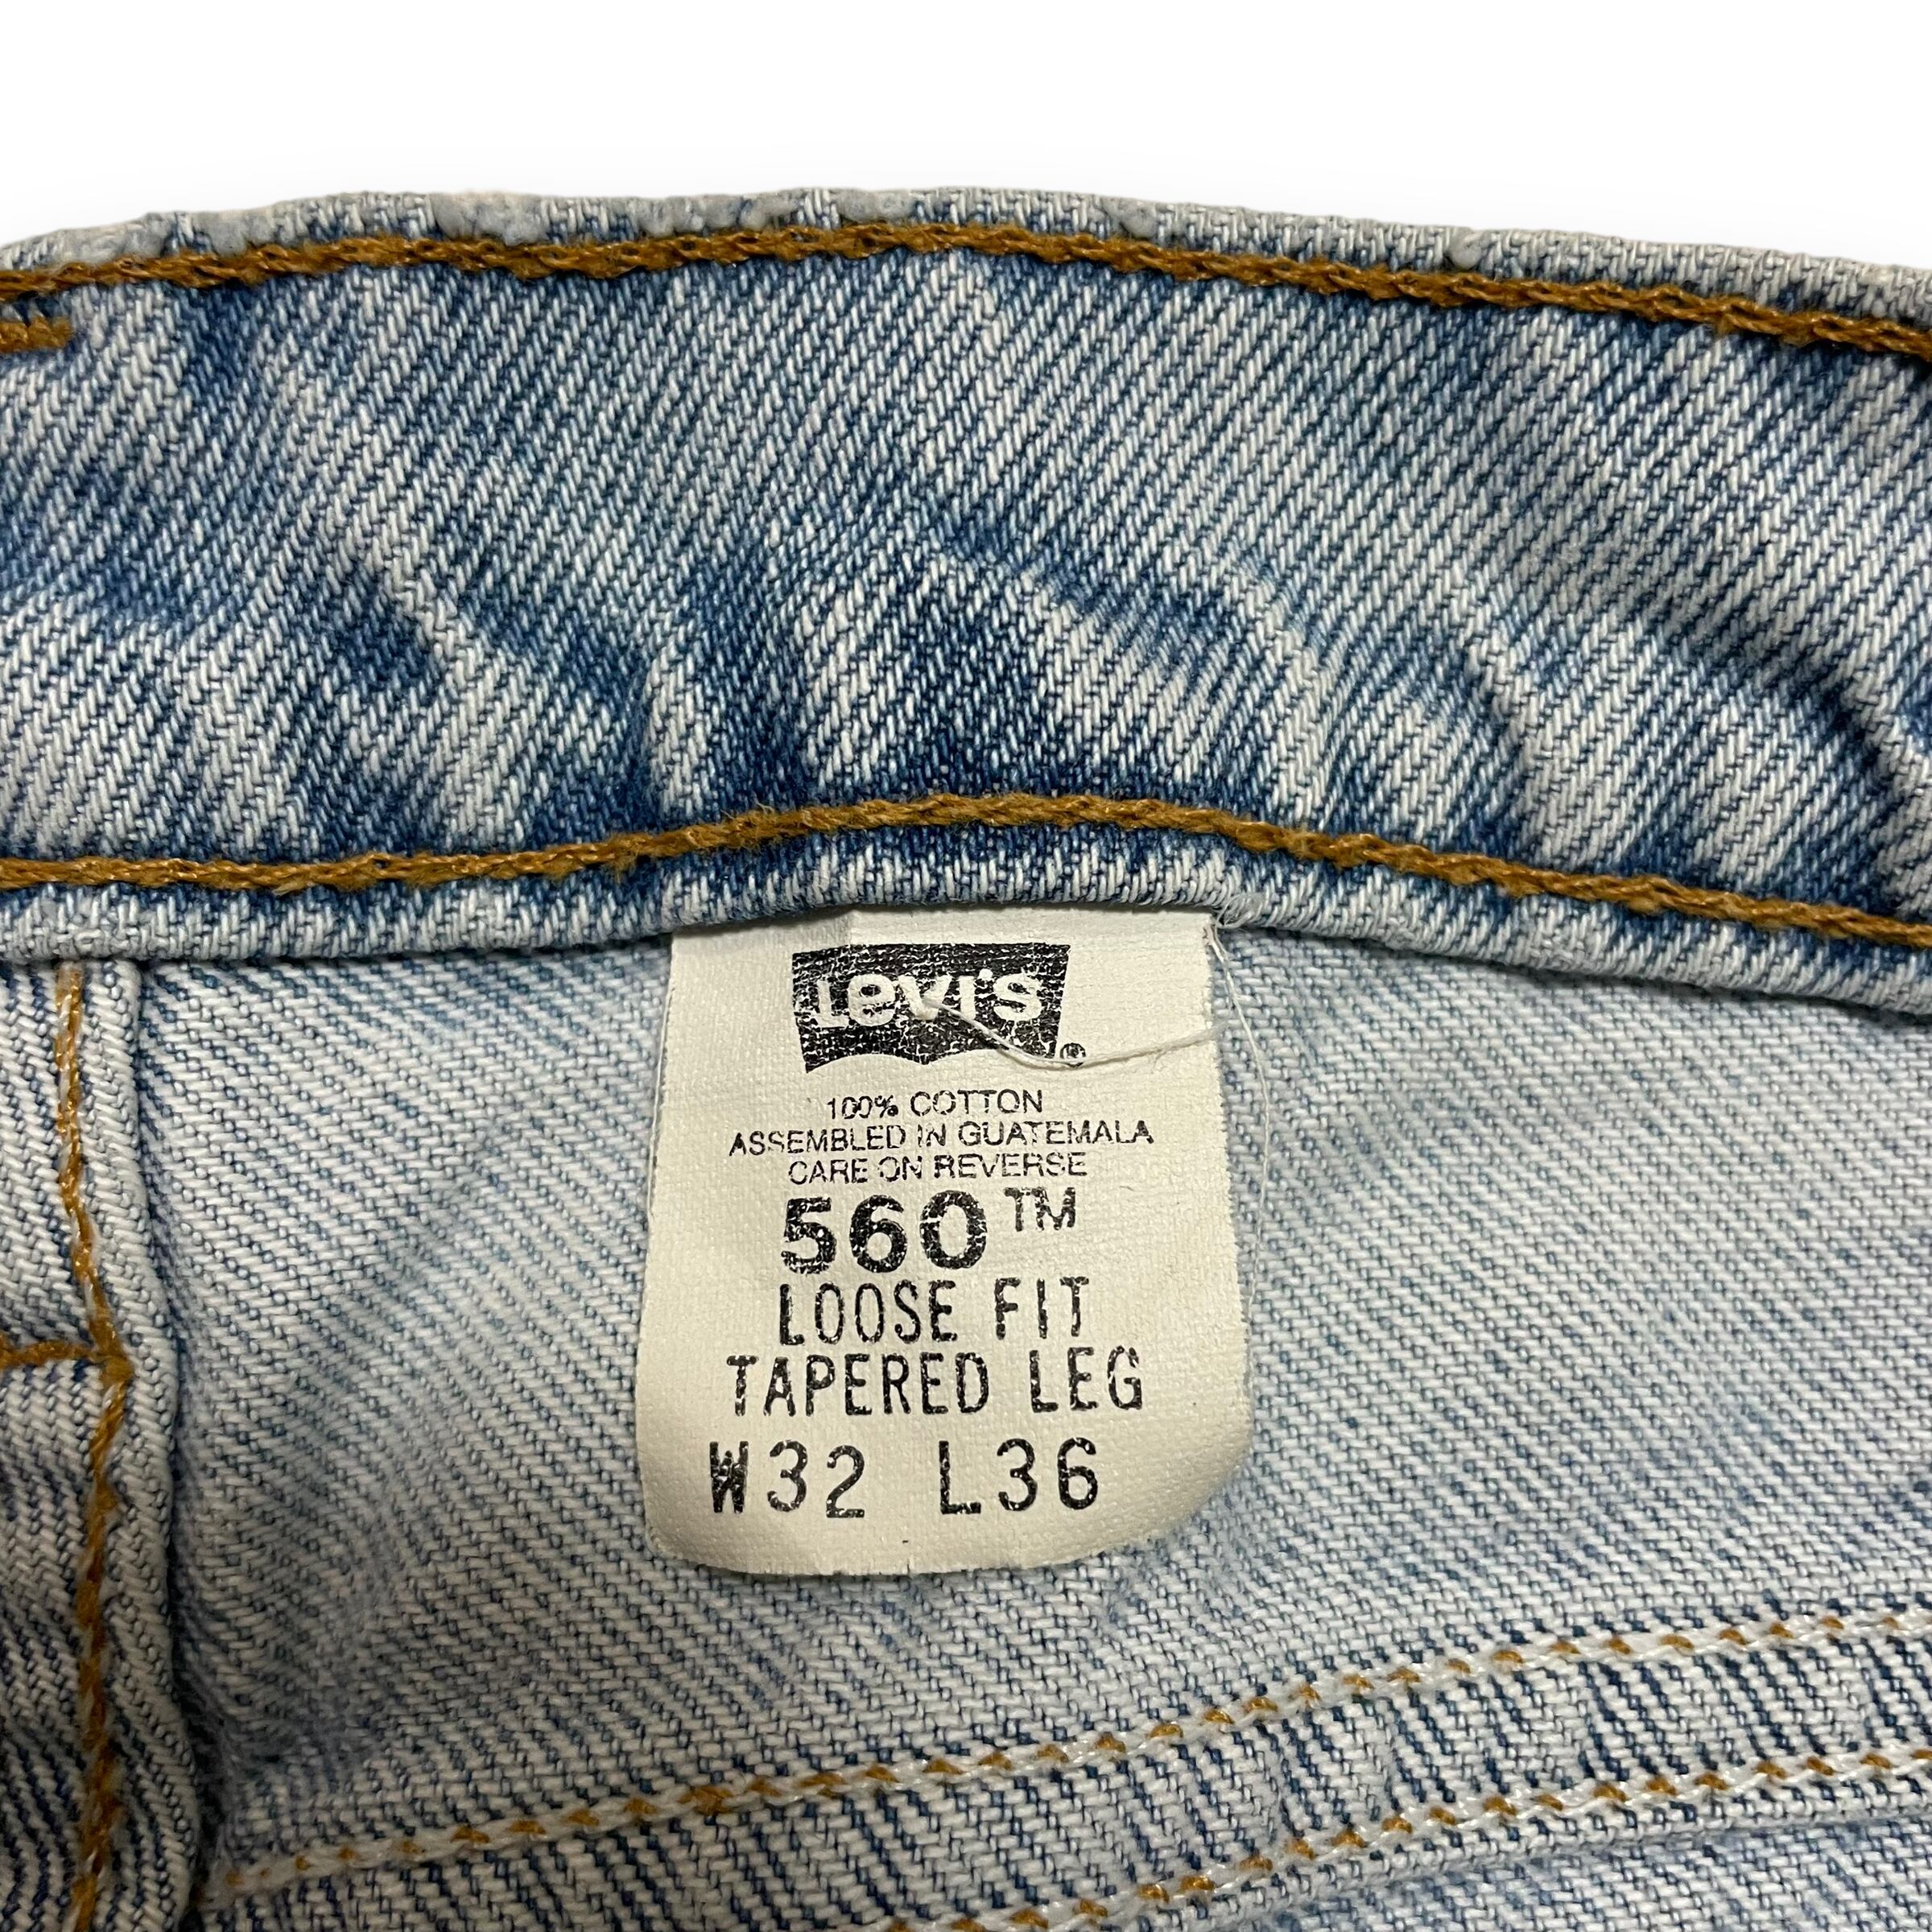 Levi's®
100% COTTON
ASSEMBLED IN GUATEMALA
CARE ON REVERSE
560™
LOOSE FIT
TAPERED LEG
W32 L36